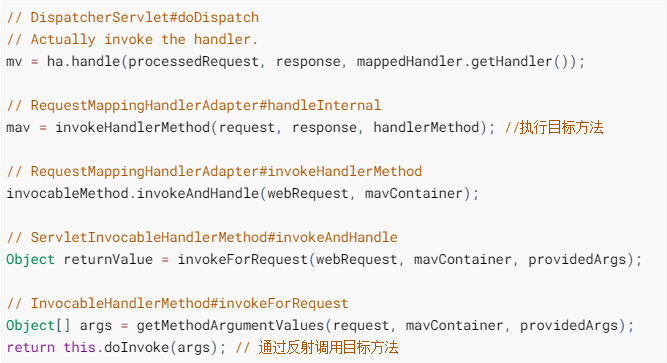 // DispatcherServlet#doDispatch
// Actually invoke the handler.
mv = ha.handle(processedRequest, response, mappedHandler.getHandler());
// RequestMappingHandlerAdapter#handleInternal
mav = invokeHandlerMethod(request, response, handlerMethod); //执行目标方法
// RequestMappingHandlerAdapter#invokeHandlerMethod
invocableMethod.invokeAndHandle(webRequest, mavContainer);
// ServletInvocableHandlerMethod#invokeAndHandle
Object returnValue = invokeForRequest(webRequest, mavContainer, providedArgs);
// InvocableHandlerMethod#invokeForRequest
Object[] args = getMethodArgumentValues(request, mavContainer, providedArgs);
return this.doInvoke(args); // 通过反射调用目标方法